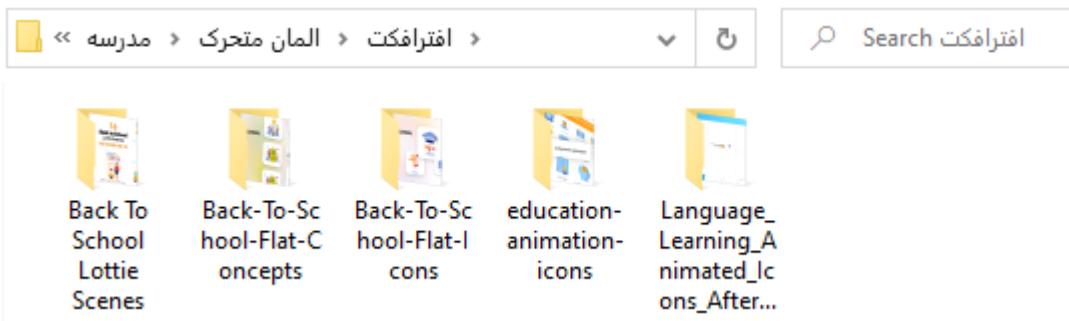 « مدرسه › المان متحرک › افترافکت ›
Search افترافکت
Back To
School
Lottie
Scenes
Back-To-Sc
hool-Flat-C
oncepts
Back-To-Sc
hool-Flat-I
cons
education-
animation-
icons
Language_
Learning_A
nimated_Ic
ons_After...